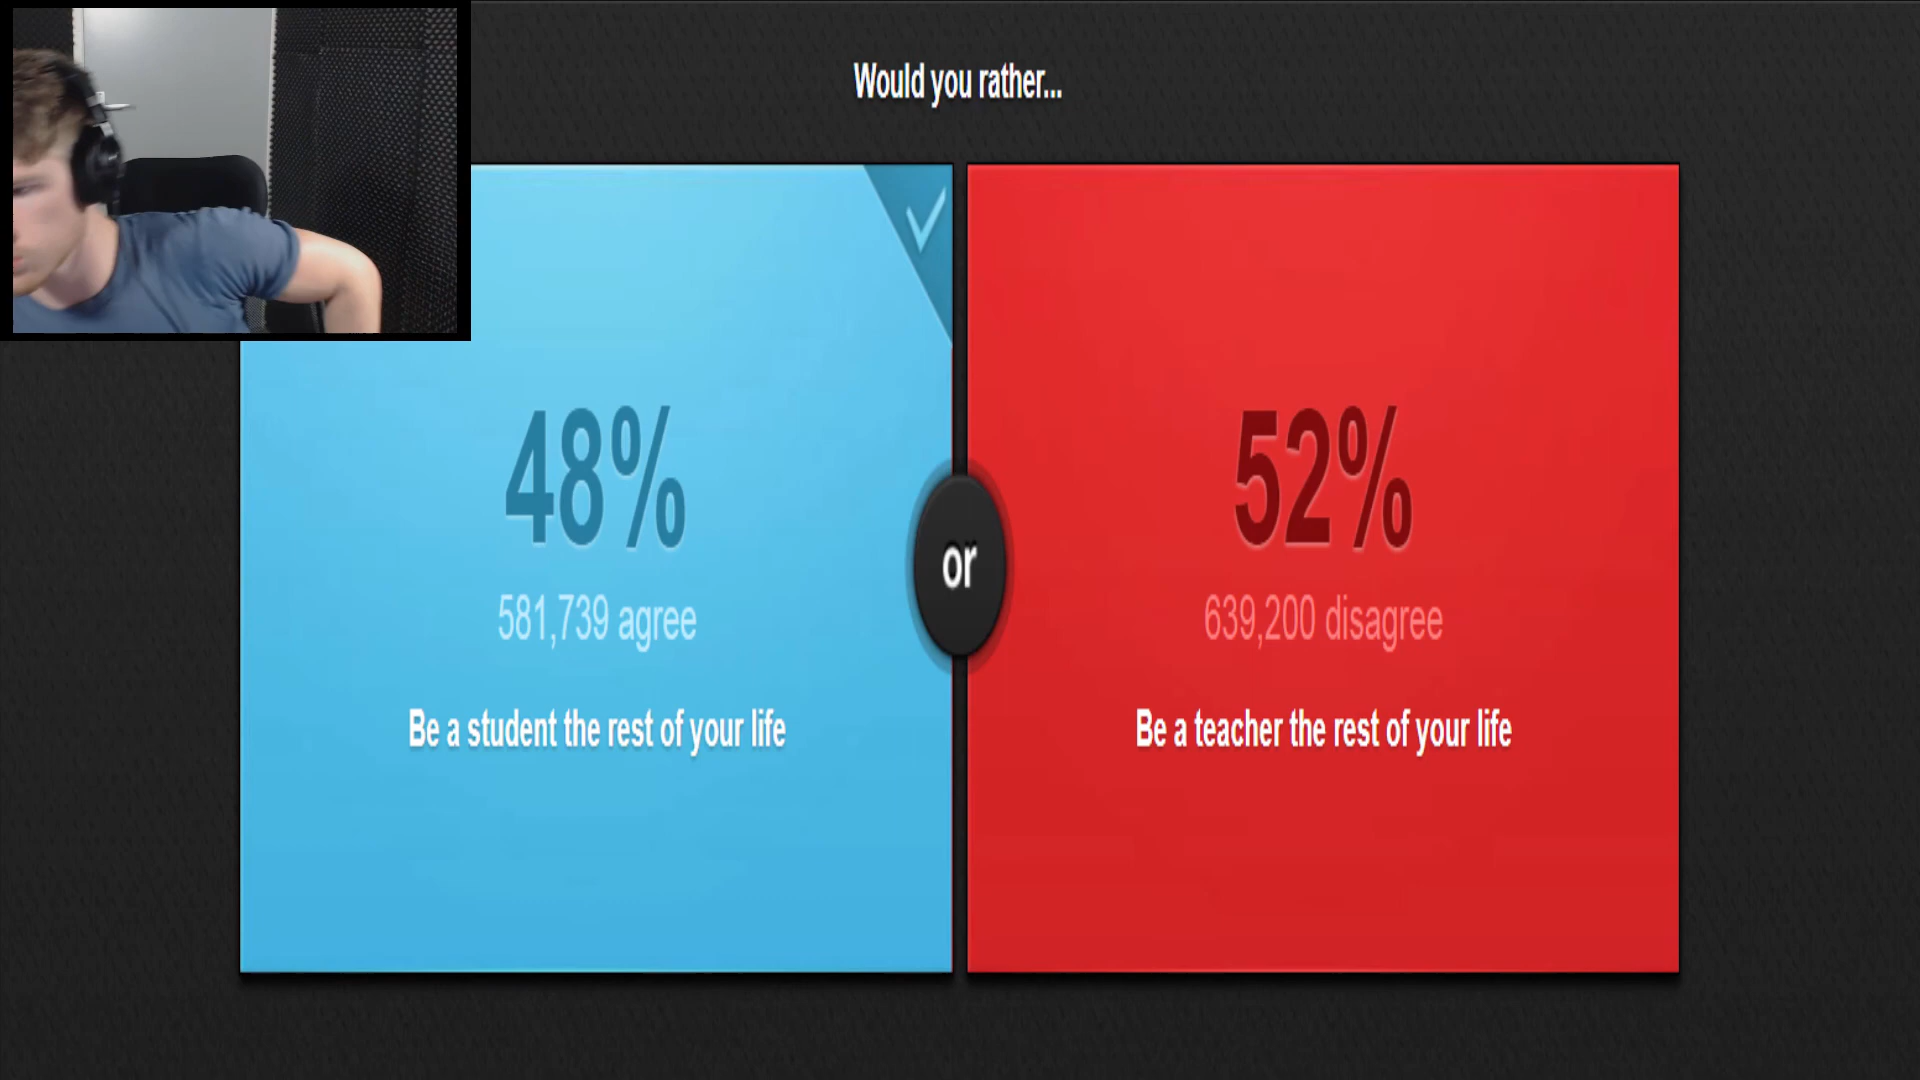 Would you rather...
48%
581,739 agree
Be a student the rest of your life
or
52%
639,200 disagree
Be a teacher the rest of your life